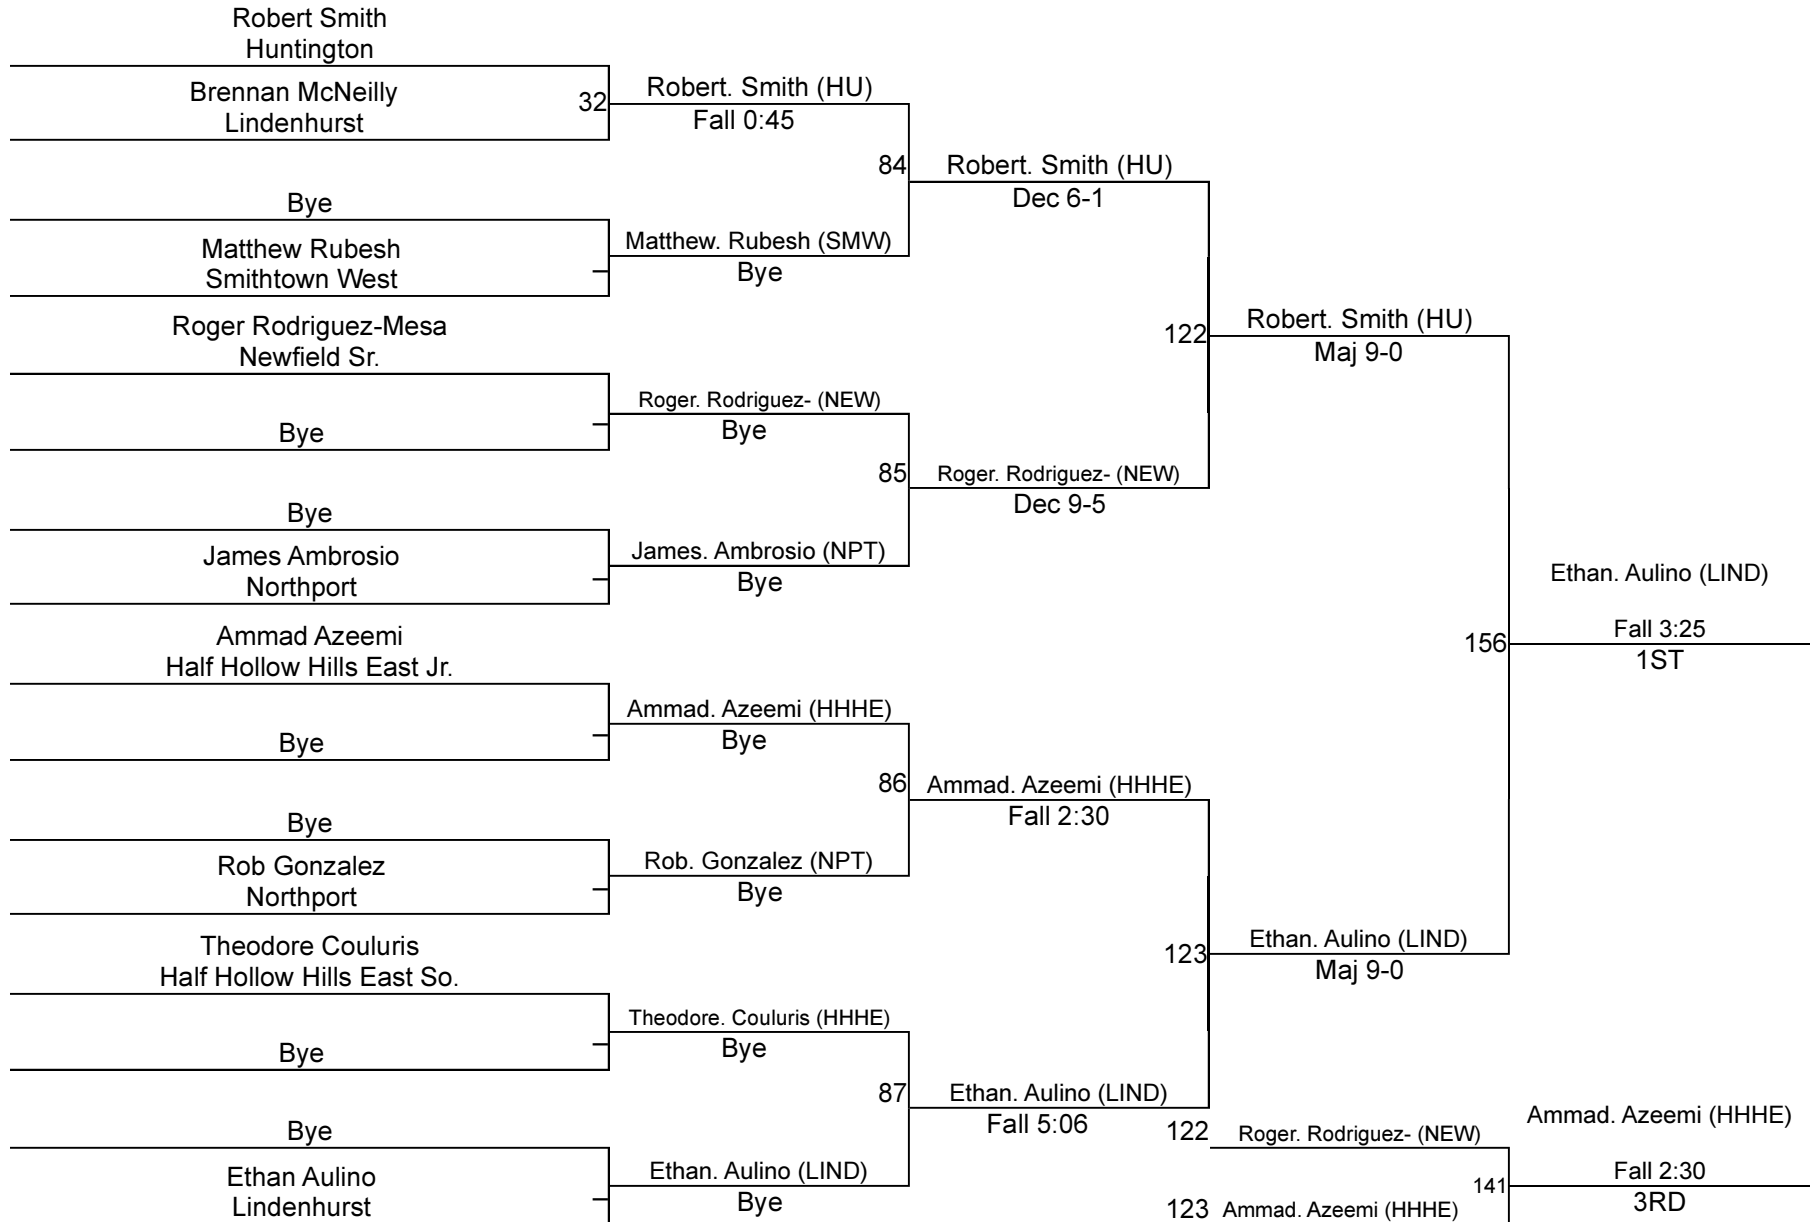 Robert Smith
Huntington
Brennan McNeilly
Lindenhurst
32
Robert. Smith (HU)
Fall 0:45
Bye
Matthew Rubesh
Smithtown West
Matthew. Rubesh (SMW)
Bye
84
Robert. Smith (HU)
Dec 6-1
Roger Rodriguez-Mesa
Newfield Sr.
Bye
Roger. Rodriguez- (NEW)
Bye
Bye
James Ambrosio
Northport
James. Ambrosio (NPT)
Bye
85
Roger. Rodriguez- (NEW)
Dec 9-5
122
Robert. Smith (HU)
Maj 9-0
Ammad Azeemi
Half Hollow Hills East Jr.
Bye
Ammad. Azeemi (HHHE)
Bye
Bye
Rob Gonzalez
Northport
Rob. Gonzalez (NPT)
Bye
86
Ammad. Azeemi (HHHE)
Fall 2:30
Theodore Couluris
Half Hollow Hills East So.
Bye
Theodore. Couluris (HHHE)
Bye
Bye
Ethan Aulino
Lindenhurst
Ethan. Aulino (LIND)
Bye
87
Ethan. Aulino (LIND)
Fall 5:06
123
Ethan. Aulino (LIND)
Maj 9-0
156
Ethan. Aulino (LIND)
Fall 3:25
1ST
122
Roger. Rodriguez- (NEW)
123
Ammad. Azeemi (HHHE)
141
Ammad. Azeemi (HHHE)
Fall 2:30
3RD